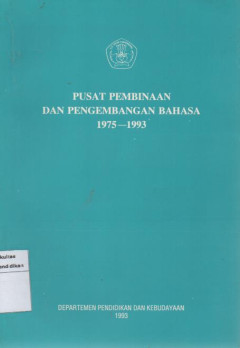 PUSAT PEMBINAAN
DAN PENGEMBANGAN BAHASA
1975—1993
DEPARTEMEN PENDIDIKAN DAN KEBUDAYAAN
1993